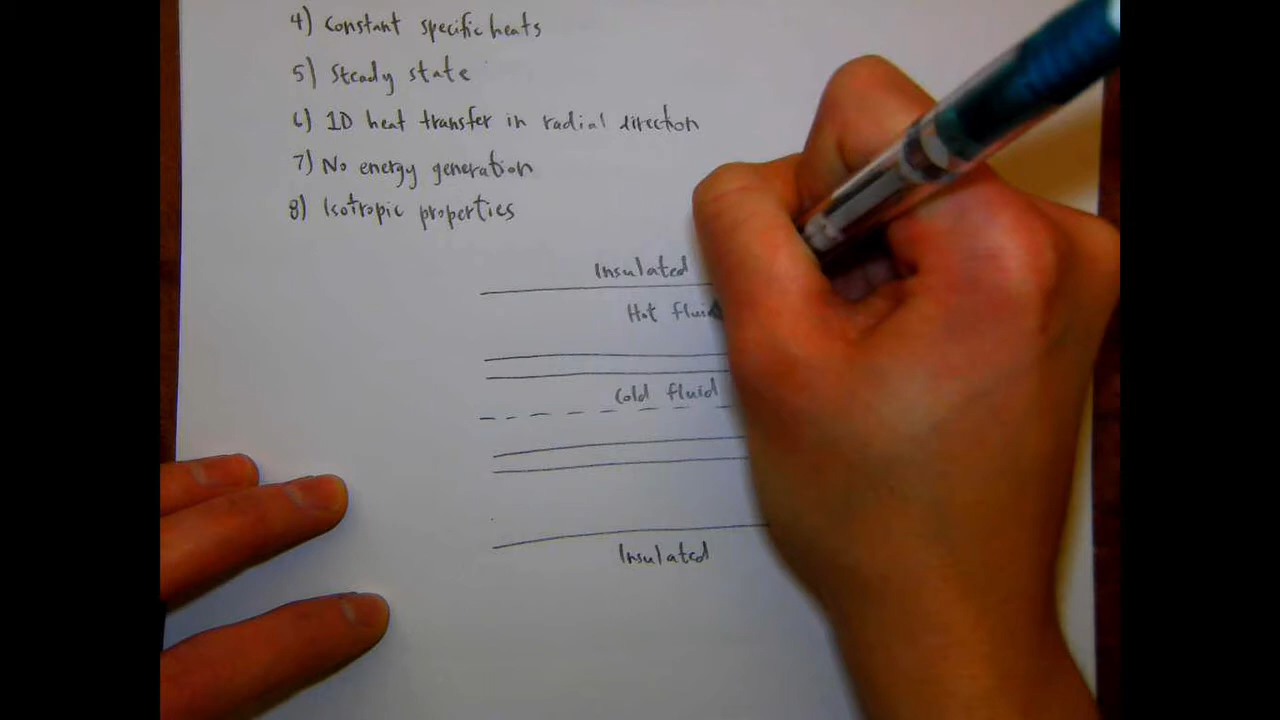 4) Constant specific heats
5) Steady state
6) 1D heat transfer in radial direction
7) No energy generation
8) Isotropic properties
Insulated
Hot fluid
Cold fluid
Insulated